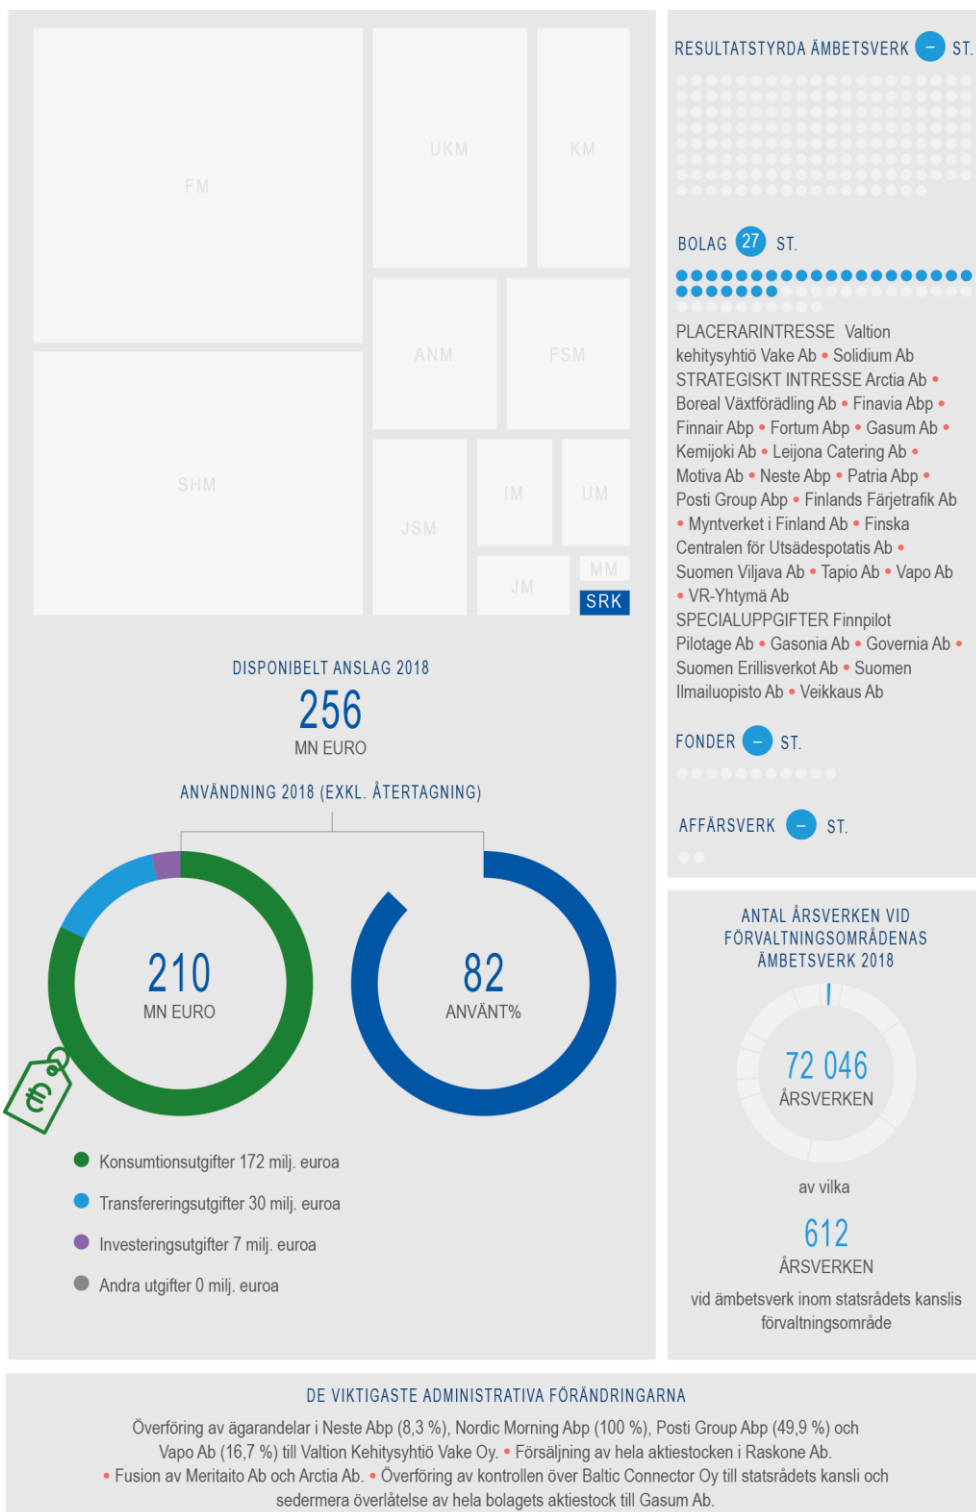 FM
UKM
KM
ANM
FSM
SHM
JSM
IM
UM
JM
MM
SRK
DISPONIBELT ANSLAG 2018
256
MN EURO
ANVÄNDNING 2018 (EXKL. ÅTERTAGNING)
210
MN EURO
82
ANVÄNT%
Konsumtionsutgifter 172 milj. euroa
Transfereringsutgifter 30 milj. euroa
Investeringsutgifter 7 milj. euroa
Andra utgifter 0 milj. euroa
RESULTATSTYRDA ÄMBETSVERK – ST.
BOLAG 27 ST.
PLACERARINTRESSE Valtion
kehitysyhtiö Vake Ab • Solidium Ab
STRATEGISKT INTRESSE Arctia Ab •
Boreal Växtförädling Ab • Finavia Abp •
Finnair Abp • Fortum Abp • Gasum Ab •
Kemijoki Ab • Leijona Catering Ab •
Motiva Ab • Neste Abp • Patria Abp •
Posti Group Abp • Finlands Färjetrafik Ab
• Myntverket i Finland Ab • Finska
Centralen för Utsädespotatis Ab •
Suomen Viljava Ab • Tapio Ab • Vapo Ab
• VR-Yhtymä Ab
SPECIALUPPGIFTER Finnpilot
Pilotage Ab • Gasonia Ab • Governia Ab •
Suomen Erillisverkot Ab • Suomen
Ilmailuopisto Ab • Veikkaus Ab
FONDER – ST.
AFFÄRSVERK – ST.
ANTAL ÅRSVERKEN VID
FÖRVALTNINGSOMRÅDENAS
ÄMBETSVERK 2018
72 046
ÅRSVERKEN
av vilka
612
ÅRSVERKEN
vid ämbetsverk inom statsrådets kanslis
förvaltningsområde
DE VIKTIGASTE ADMINISTRATIVA FÖRÄNDRINGARNA
Överföring av ägarandelar i Neste Abp (8,3 %), Nordic Morning Abp (100 %), Posti Group Abp (49,9 %) och
Vapo Ab (16,7 %) till Valtion Kehitysyhtiö Vake Oy. • Försäljning av hela aktiestocken i Raskone Ab.
• Fusion av Meritaito Ab och Arctia Ab. • Överföring av kontrollen över Baltic Connector Oy till statsrådets kansli och
sedermera överlåtelse av hela bolagets aktiestock till Gasum Ab.